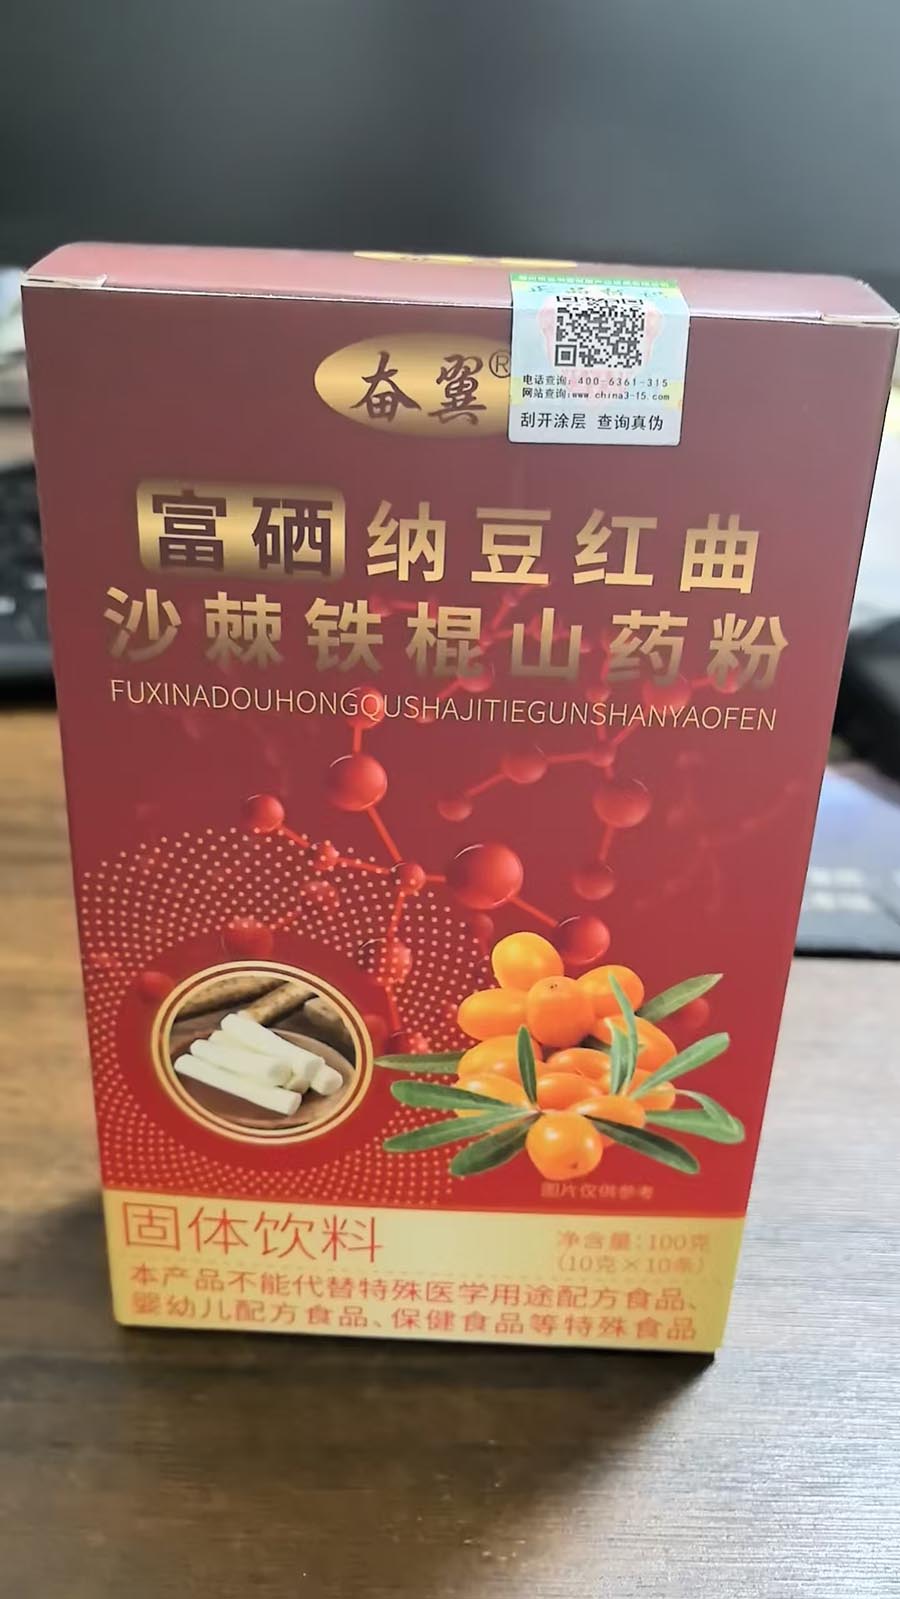 奋翼®
电话查询:400-6361-315
网站查询:www.china3-15.com
刮开涂层 查询真伪
富硒纳豆红曲
沙棘铁棍山药粉
FUXINADOUHONGQUSHAJITIEGUNSHANYAOFEN
图片仅供参考
固体饮料
净含量:100克
(10克×10条)
本产品不能代替特殊医学用途配方食品、
婴幼儿配方食品、保健食品等特殊食品